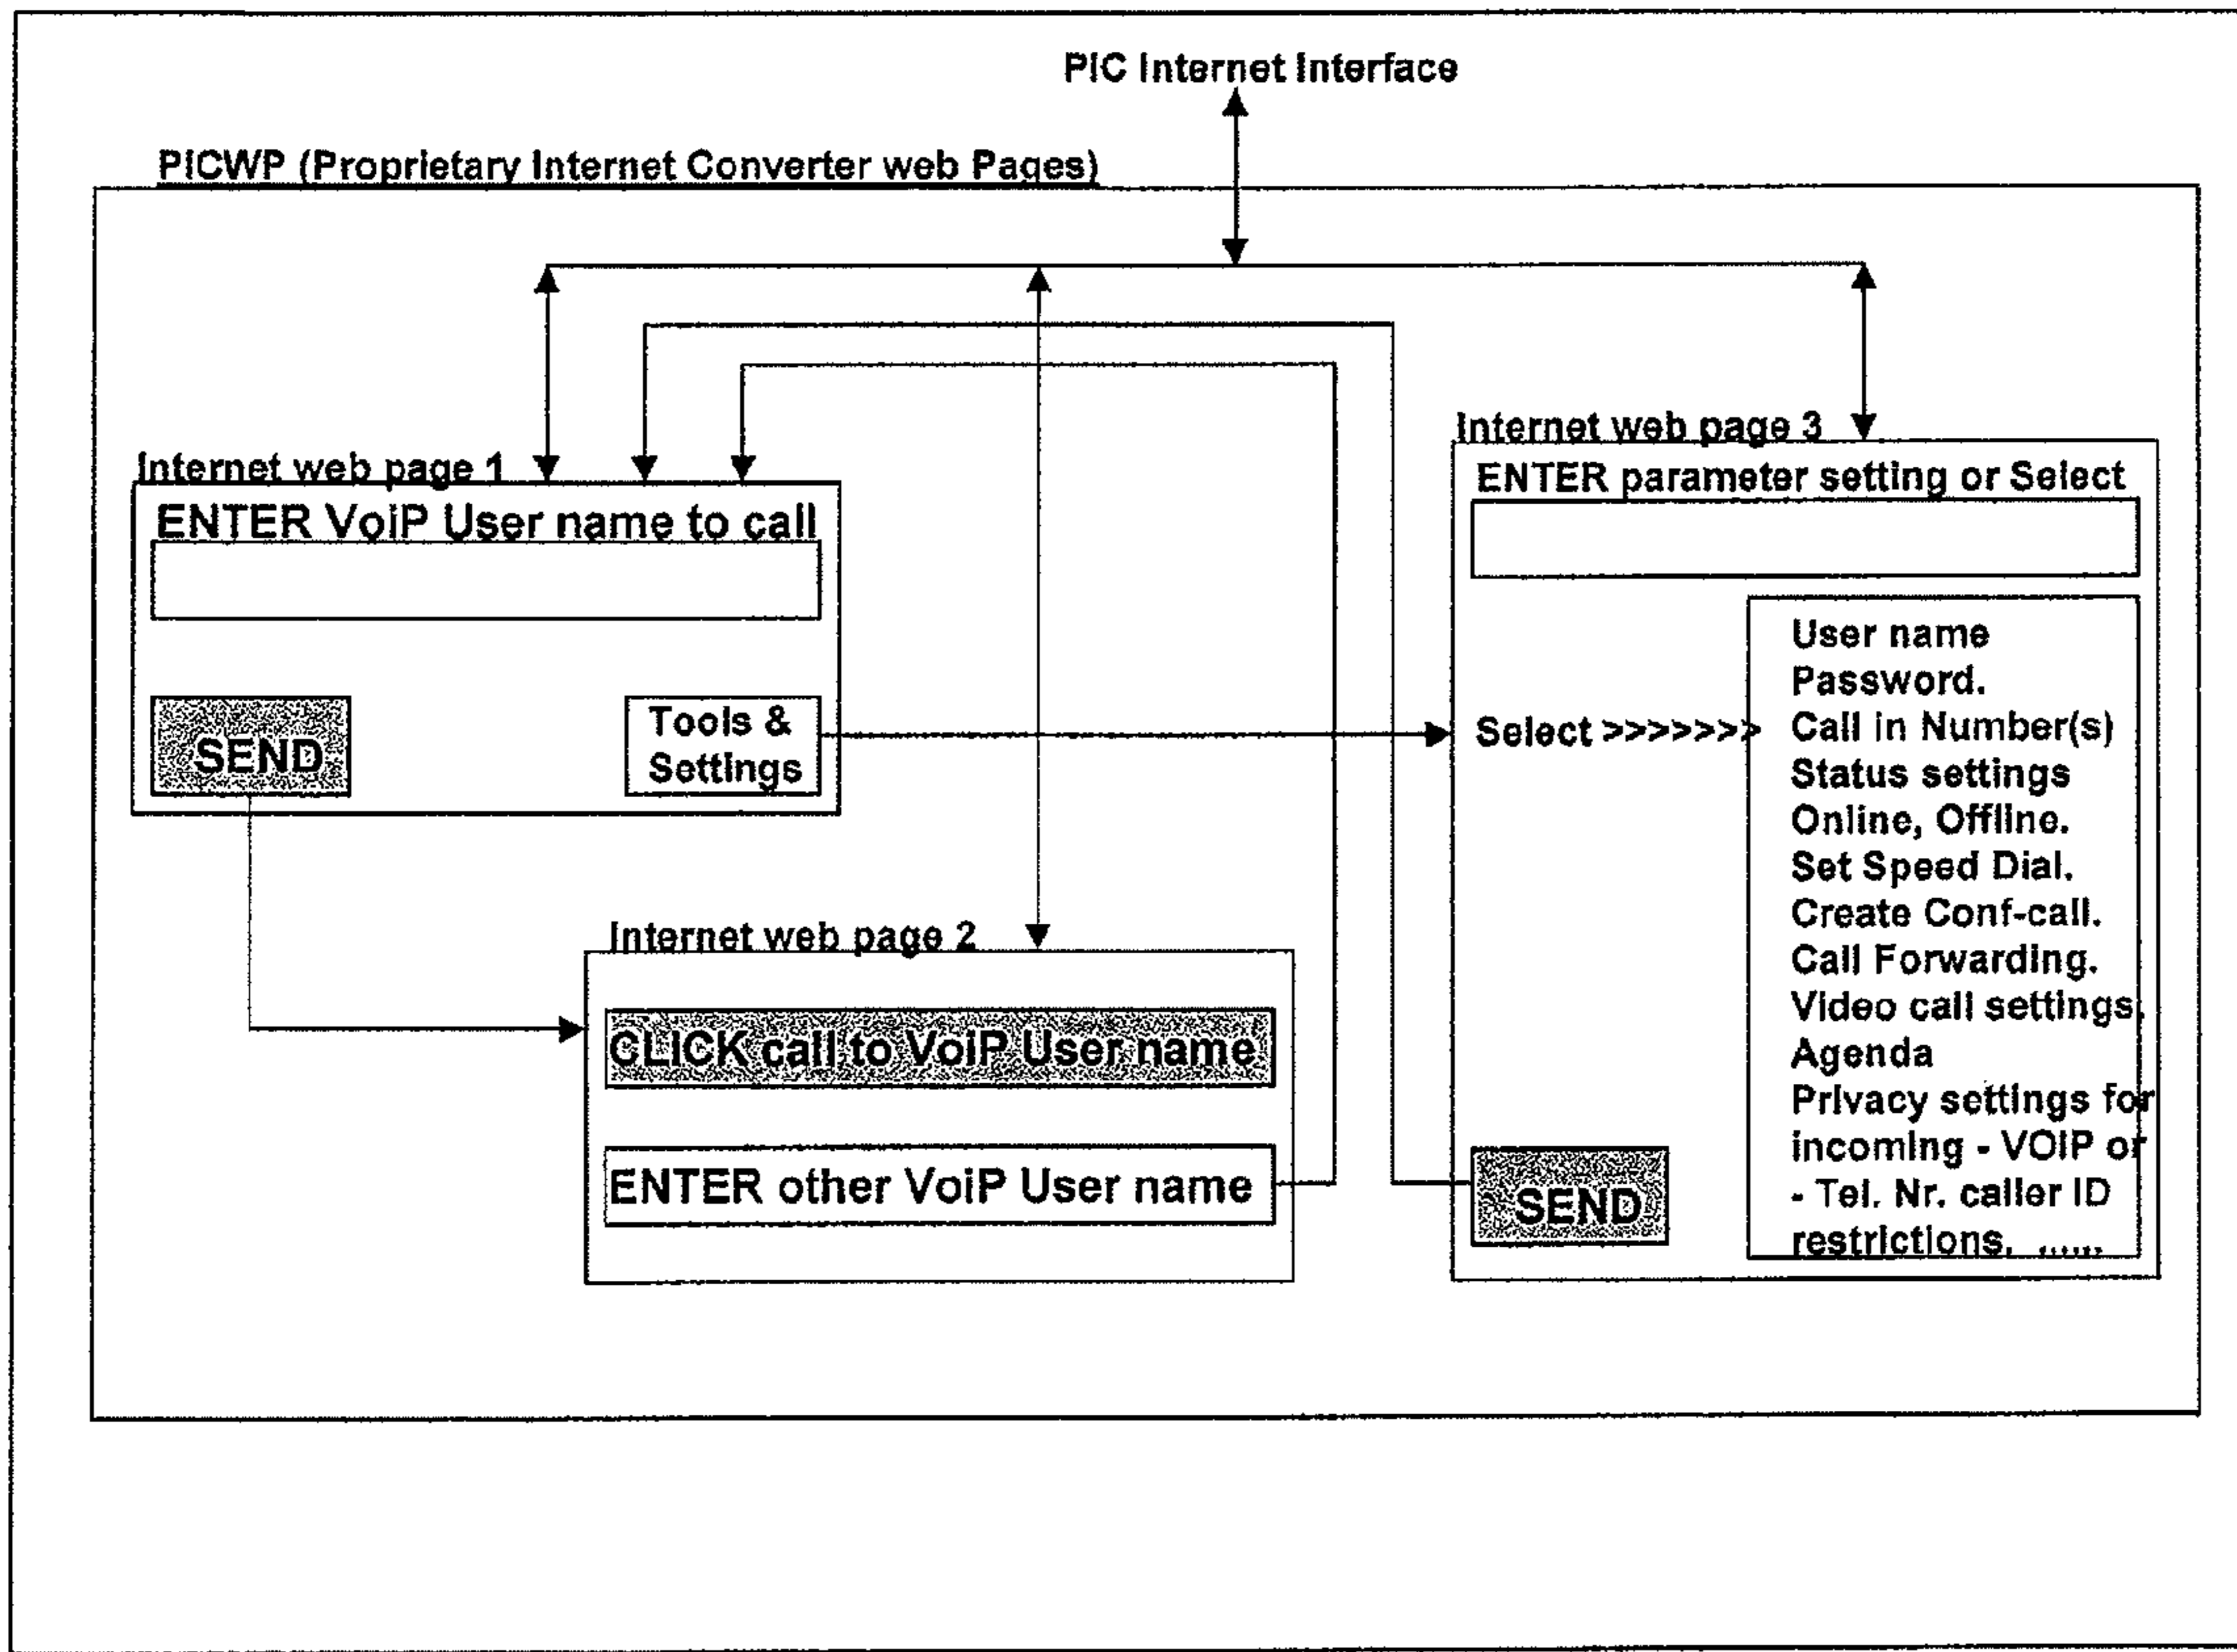 PIC Internet Interface
PICWP (Proprietary Internet Converter web Pages)
Internet web page 1
ENTER VoiP User name to call
SEND
Tools &
Settings
Internet web page 2
CLICK call to VoiP User name
ENTER other VoiP User name
Internet web page 3
ENTER parameter setting or Select
Select >>>>>>>
User name
Password.
Call in Number(s)
Status settings
Online, Offline.
Set Speed Dial.
Create Conf-call.
Call Forwarding.
Video call settings.
Agenda
Privacy settings for
incoming - VOIP or
- Tel. Nr. caller ID
restrictions. ......
SEND